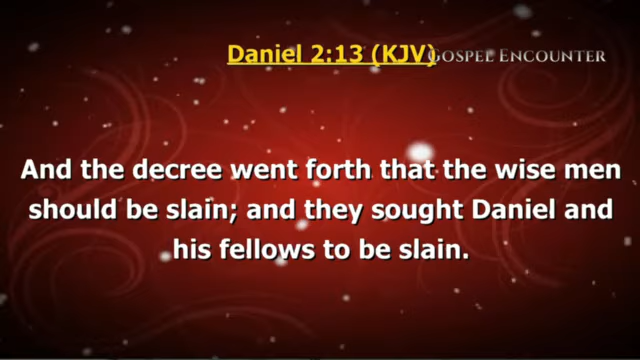 Daniel 2:13 (KJV)
GOSPEL ENCOUNTER
And the decree went forth that the wise men
should be slain; and they sought Daniel and
his fellows to be slain.